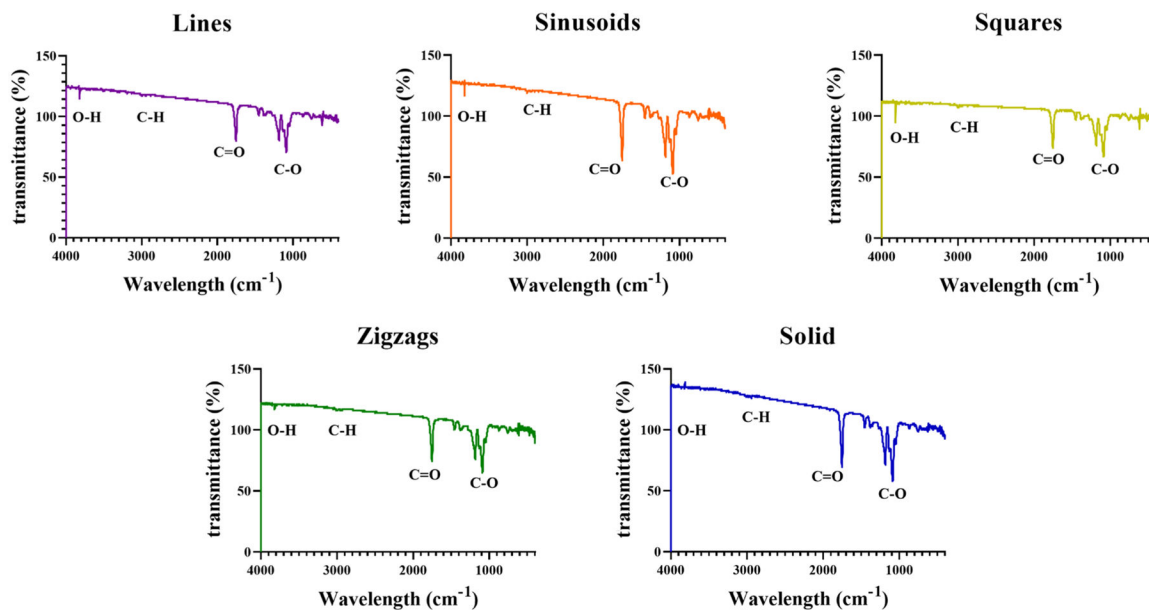 Lines
transmittance (%)
150
100
50
0
O-H
C-H
C=O
C-O
4000
3000
2000
1000
Wavelength (cm-1)
Sinusoids
transmittance (%)
150
100
50
0
O-H
C-H
C=O
C-O
4000
3000
2000
1000
Wavelength (cm-1)
Squares
transmittance (%)
150
100
50
0
O-H
C-H
C=O
C-O
4000
3000
2000
1000
Wavelength (cm-1)
Zigzags
transmittance (%)
150
100
50
0
O-H
C-H
C=O
C-O
4000
3000
2000
1000
Wavelength (cm-1)
Solid
transmittance (%)
150
100
50
0
O-H
C-H
C=O
C-O
4000
3000
2000
1000
Wavelength (cm-1)